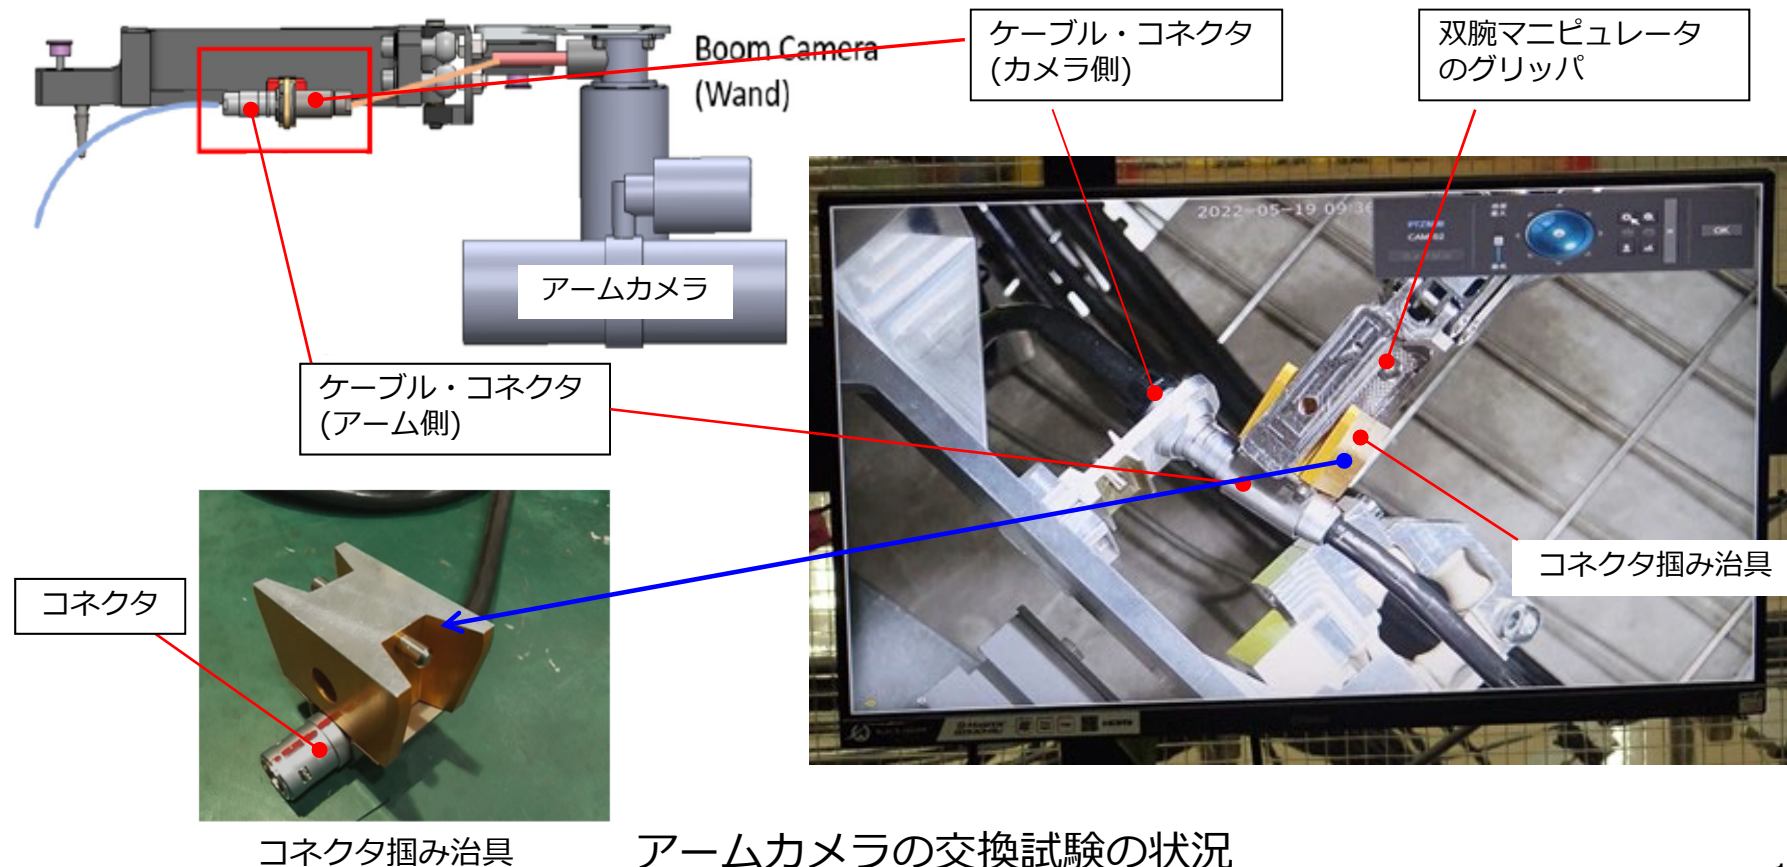 Boom Camera
(Wand)
ケーブル・コネクタ
(カメラ側)
双腕マニピュレータ
のグリッパ
アームカメラ
ケーブル・コネクタ
(アーム側)
2022-05-19 09:36
OK
コネクタ掴み治具
コネクタ
コネクタ掴み治具
アームカメラの交換試験の状況